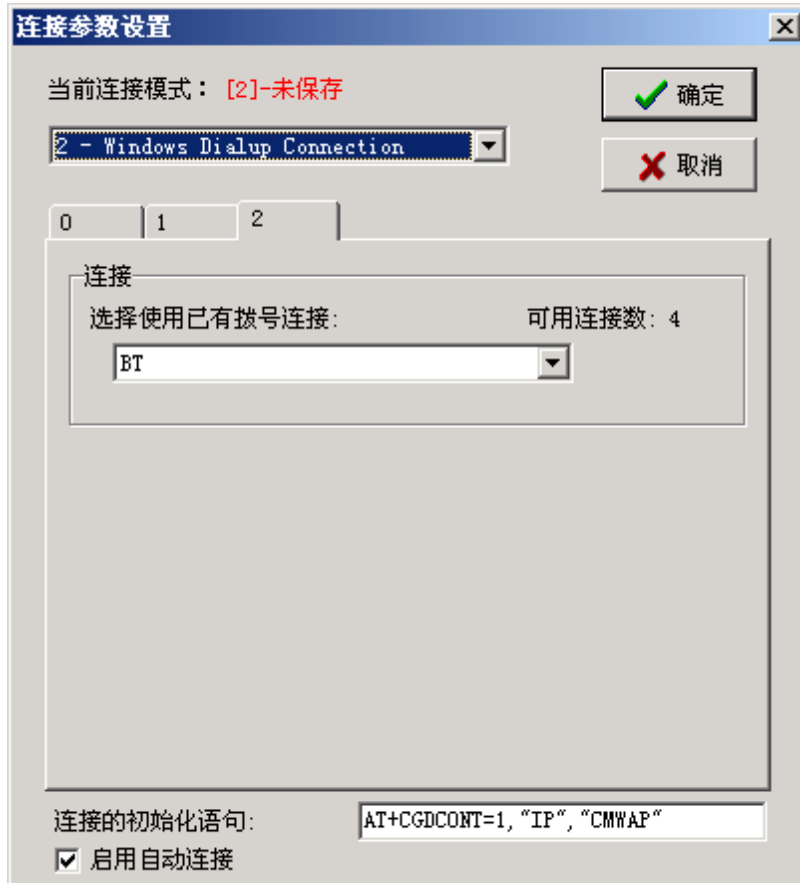 连接参数设置
当前连接模式： [2]-未保存
确定
2 - Windows Dialup Connection
取消
0 1 2
连接
选择使用已有拨号连接: 可用连接数: 4
BT
连接的初始化语句: AT+CGDCONT=1,"IP","CMWAP"
启用自动连接